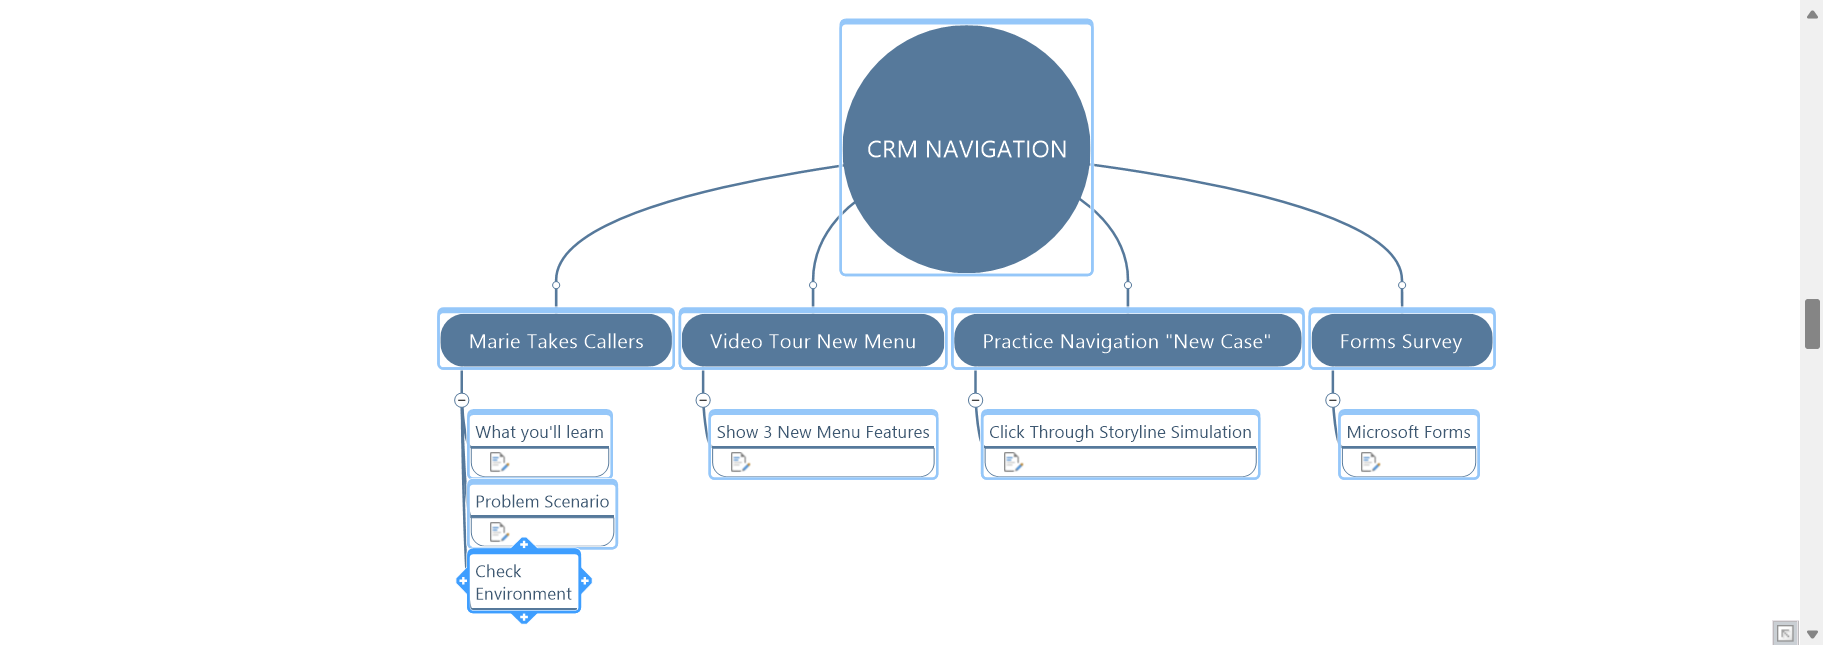 CRM NAVIGATION
Marie Takes Callers
Video Tour New Menu
Practice Navigation "New Case"
Forms Survey
What you'll learn
Show 3 New Menu Features
Click Through Storyline Simulation
Microsoft Forms
Problem Scenario
Check
Environment